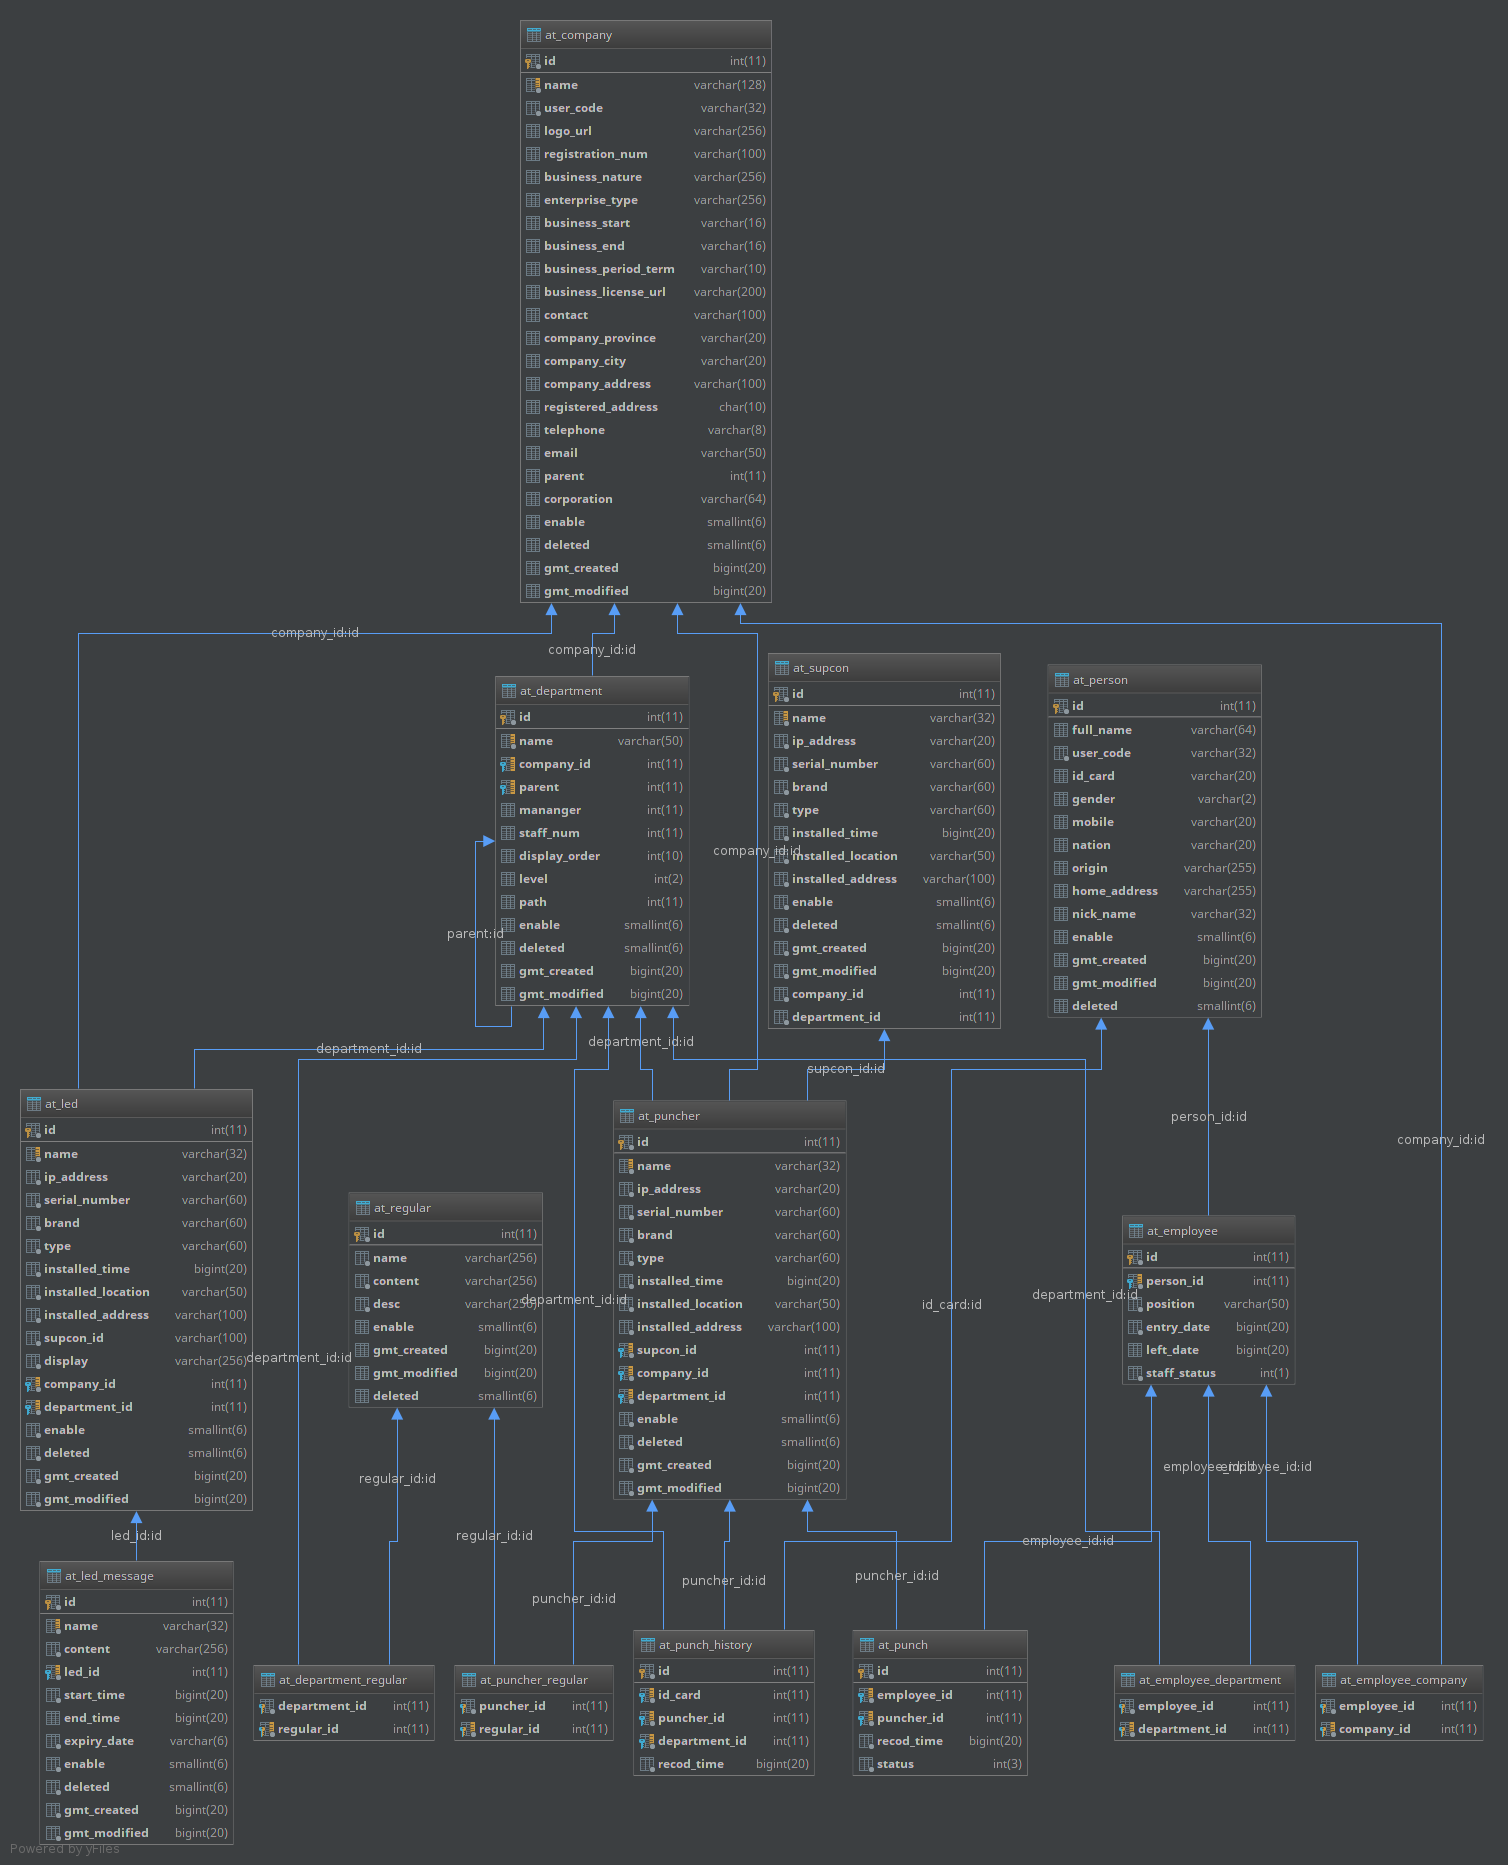 at_company
id int(11)
name varchar(128)
user_code varchar(32)
logo_url varchar(256)
registration_num varchar(100)
business_nature varchar(256)
enterprise_type varchar(256)
business_start varchar(16)
business_end varchar(16)
business_period_term varchar(10)
business_license_url varchar(200)
contact varchar(100)
company_province varchar(20)
company_city varchar(20)
company_address varchar(100)
registered_address char(10)
telephone varchar(8)
email varchar(50)
parent int(11)
corporation varchar(64)
enable smallint(6)
deleted smallint(6)
gmt_created bigint(20)
gmt_modified bigint(20)
company_id:id
company_id:id
at_department
id int(11)
name varchar(50)
company_id int(11)
parent int(11)
mananger int(11)
staff_num int(11)
display_order int(10)
level int(2)
path int(11)
enable smallint(6)
deleted smallint(6)
gmt_created bigint(20)
gmt_modified bigint(20)
parent:id
company_id:id
at_supcon
id int(11)
name varchar(32)
ip_address varchar(20)
serial_number varchar(60)
brand varchar(60)
type varchar(60)
installed_time bigint(20)
installed_location varchar(50)
installed_address varchar(100)
enable smallint(6)
deleted smallint(6)
gmt_created bigint(20)
gmt_modified bigint(20)
company_id int(11)
department_id int(11)
at_person
id int(11)
full_name varchar(64)
user_code varchar(32)
id_card varchar(20)
gender varchar(2)
mobile varchar(20)
nation varchar(20)
origin varchar(255)
home_address varchar(255)
nick_name varchar(32)
enable smallint(6)
gmt_created bigint(20)
gmt_modified bigint(20)
deleted smallint(6)
department_id:id
department_id:id
supcon_id:id
person_id:id
company_id:id
at_led
id int(11)
name varchar(32)
ip_address varchar(20)
serial_number varchar(60)
brand varchar(60)
type varchar(60)
installed_time bigint(20)
installed_location varchar(50)
installed_address varchar(100)
supcon_id varchar(100)
display varchar(256)
company_id int(11)
department_id int(11)
enable smallint(6)
deleted smallint(6)
gmt_created bigint(20)
gmt_modified bigint(20)
department_id:id
at_regular
id int(11)
name varchar(256)
content varchar(256)
desc varchar(256)
enable smallint(6)
gmt_created bigint(20)
gmt_modified bigint(20)
deleted smallint(6)
department_id:id
at_puncher
id int(11)
name varchar(32)
ip_address varchar(20)
serial_number varchar(60)
brand varchar(60)
type varchar(60)
installed_time bigint(20)
installed_location varchar(50)
installed_address varchar(100)
supcon_id int(11)
company_id int(11)
department_id int(11)
enable smallint(6)
deleted smallint(6)
gmt_created bigint(20)
gmt_modified bigint(20)
id_card:id
department_id:id
at_employee
id int(11)
person_id int(11)
position varchar(50)
entry_date bigint(20)
left_date bigint(20)
staff_status int(1)
employee_id:id
employee_id:id
regular_id:id
led_id:id
regular_id:id
employee_id:id
puncher_id:id
puncher_id:id
puncher_id:id
at_led_message
id int(11)
name varchar(32)
content varchar(256)
led_id int(11)
start_time bigint(20)
end_time bigint(20)
expiry_date varchar(6)
enable smallint(6)
deleted smallint(6)
gmt_created bigint(20)
gmt_modified bigint(20)
at_department_regular
department_id int(11)
regular_id int(11)
at_puncher_regular
puncher_id int(11)
regular_id int(11)
at_punch_history
id int(11)
id_card int(11)
puncher_id int(11)
department_id int(11)
recod_time bigint(20)
at_punch
id int(11)
employee_id int(11)
puncher_id int(11)
recod_time bigint(20)
status int(3)
at_employee_department
employee_id int(11)
department_id int(11)
at_employee_company
employee_id int(11)
company_id int(11)
Powered by yFiles